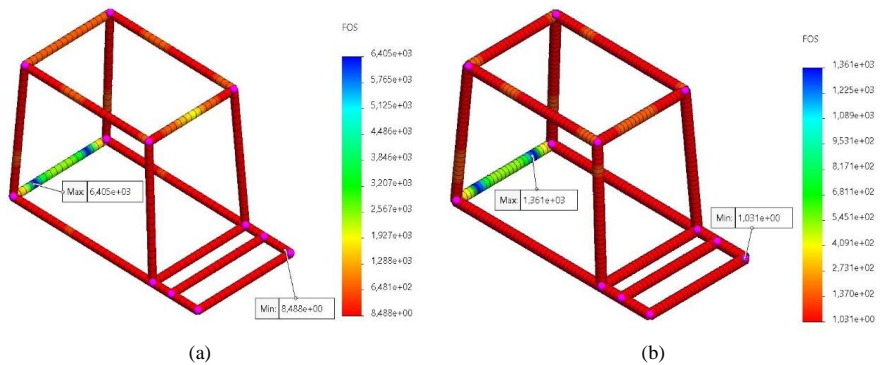 FOS
6,405e+03
5,765e+03
5,125e+03
4,486e+03
3,846e+03
3,207e+03
2,567e+03
1,927e+03
1,288e+03
6,481e+02
8,488e+00
Max: 6,405e+03
Min: 8,488e+00
(a)
FOS
1,361e+03
1,225e+03
1,089e+03
9,531e+02
8,171e+02
6,811e+02
5,451e+02
4,091e+02
2,731e+02
1,370e+02
1,031e+00
Max: 1,361e+03
Min: 1,031e+00
(b)